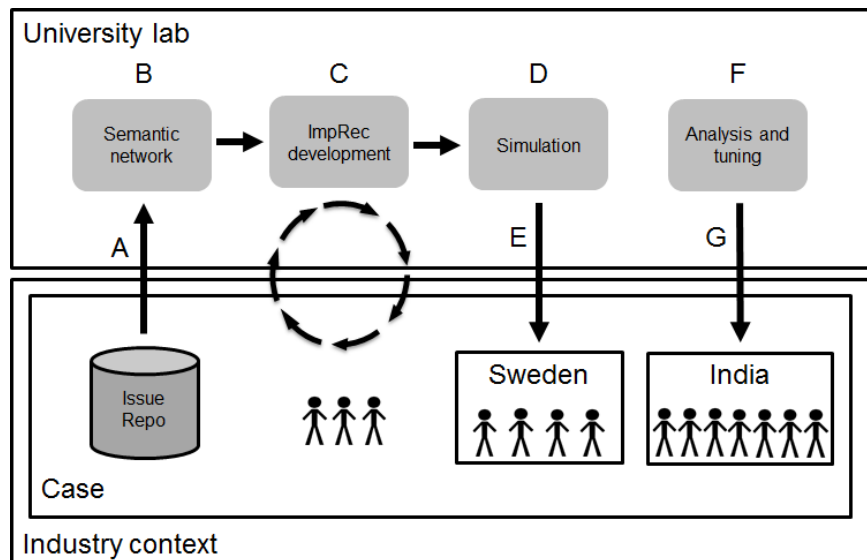 University lab
B
C
D
F
Semantic
network
ImpRec
development
Simulation
Analysis and
tuning
A
E
G
Issue
Repo
Sweden
India
Case
Industry context